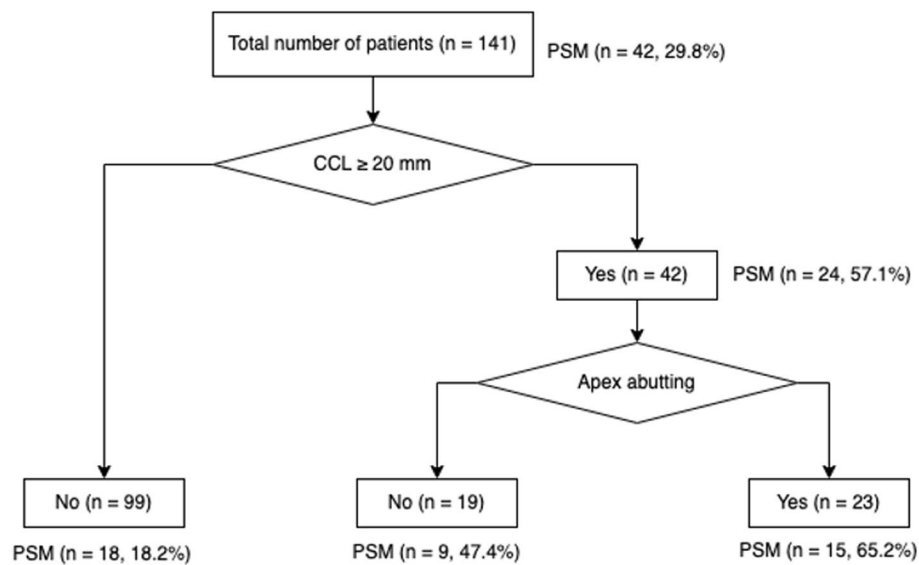 Total number of patients (n = 141)
PSM (n = 42, 29.8%)
CCL ≥ 20 mm
Yes (n = 42)
PSM (n = 24, 57.1%)
Apex abutting
No (n = 99)
No (n = 19)
Yes (n = 23)
PSM (n = 18, 18.2%)
PSM (n = 9, 47.4%)
PSM (n = 15, 65.2%)